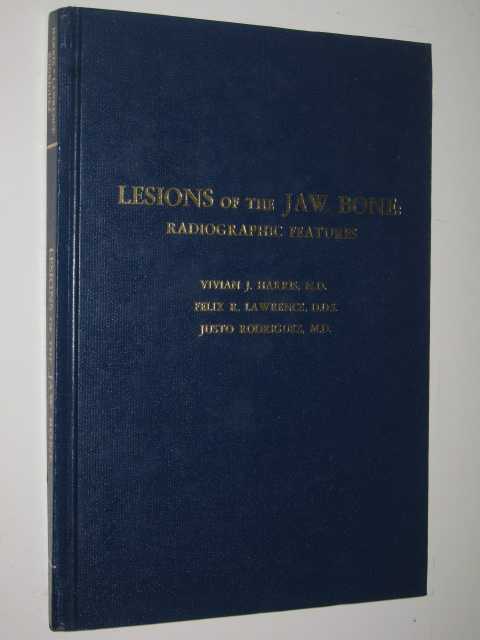 LESIONS OF THE JAW BONE:
RADIOGRAPHIC FEATURES
VIVIAN J. HARRIS, M.D.
FELIX R. LAWRENCE, D.D.S.
JUSTO RODRIGUEZ, M.D.
LESIONS OF THE JAW BONE